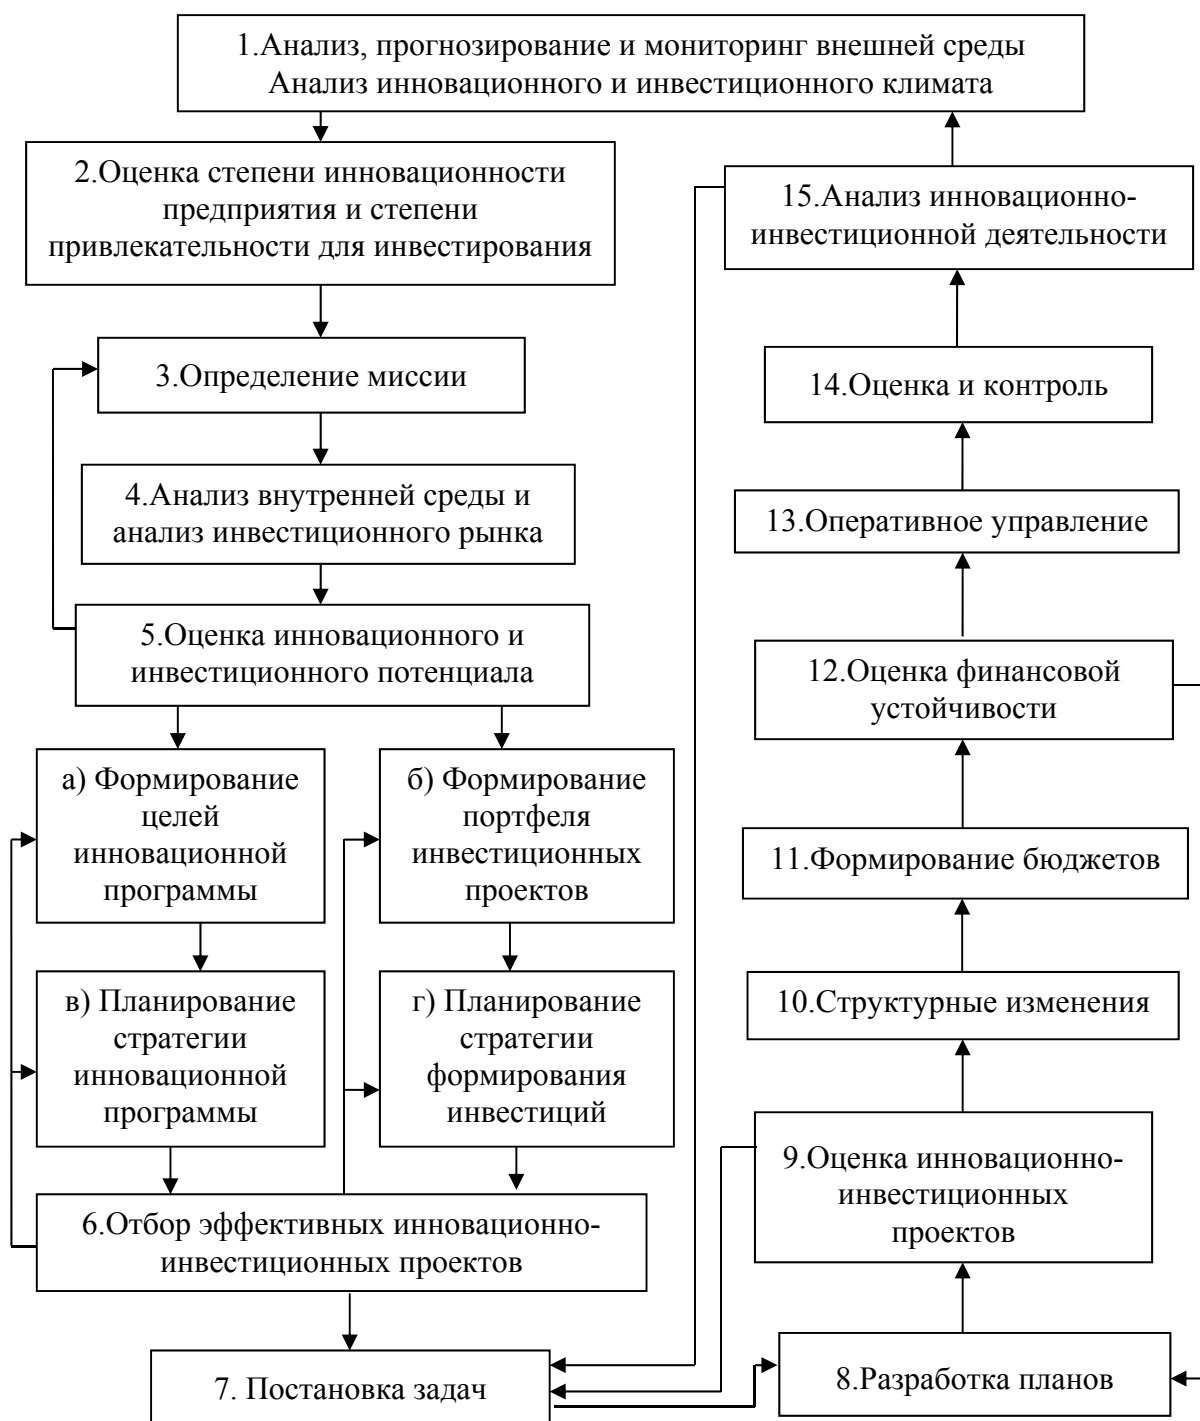 1.Анализ, прогнозирование и мониторинг внешней среды
Анализ инновационного и инвестиционного климата
2.Оценка степени инновационности
предприятия и степени
привлекательности для инвестирования
3.Определение миссии
4.Анализ внутренней среды и
анализ инвестиционного рынка
5.Оценка инновационного и
инвестиционного потенциала
а) Формирование
целей
инновационной
программы
б) Формирование
портфеля
инвестиционных
проектов
в) Планирование
стратегии
инновационной
программы
г) Планирование
стратегии
формирования
инвестиций
6.Отбор эффективных инновационно-
инвестиционных проектов
7. Постановка задач
8.Разработка планов
9.Оценка инновационно-
инвестиционных
проектов
10.Структурные изменения
11.Формирование бюджетов
12.Оценка финансовой
устойчивости
13.Оперативное управление
14.Оценка и контроль
15.Анализ инновационно-
инвестиционной деятельности